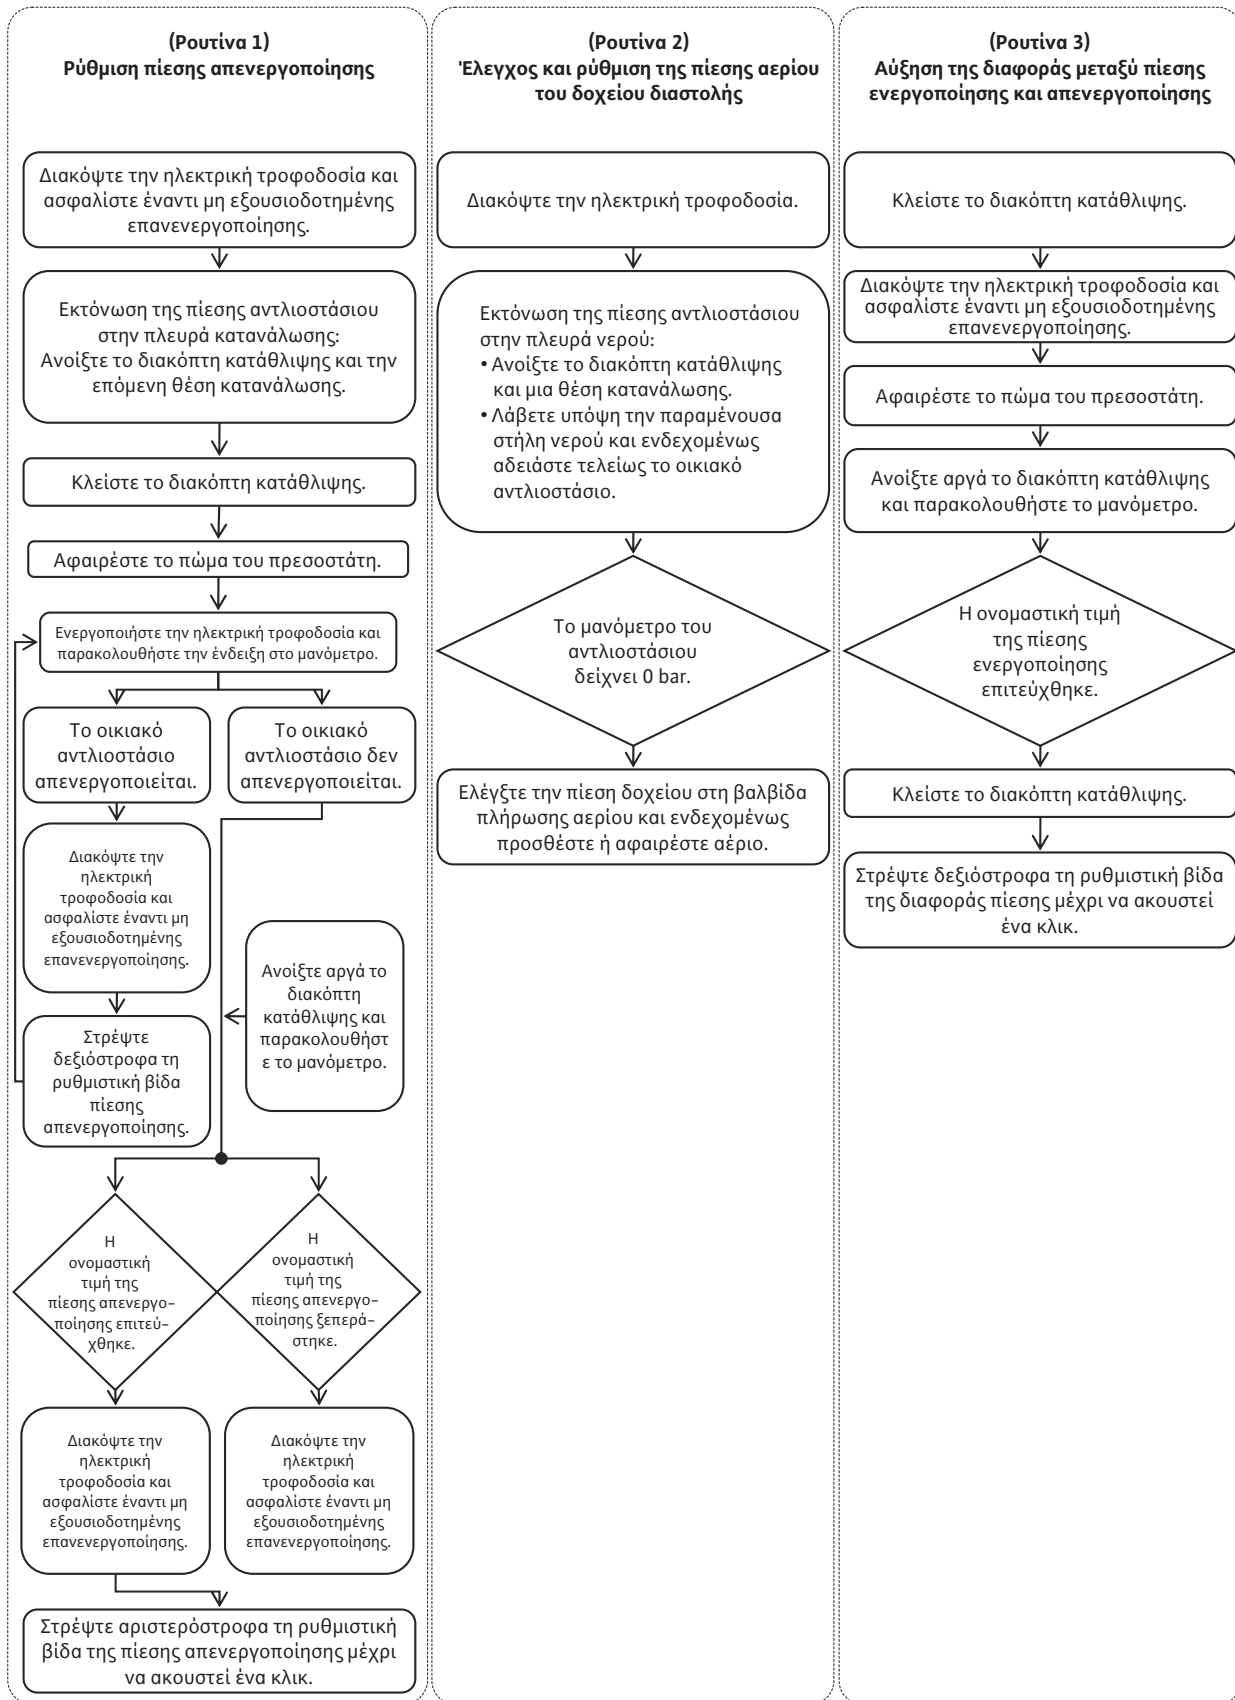 (Ρουτίνα 1)
Ρύθμιση πίεσης απενεργοποίησης
Διακόψτε την ηλεκτρική τροφοδοσία και
ασφαλίστε έναντι μη εξουσιοδοτημένης
επανενεργοποίησης.
Εκτόνωση της πίεσης αντλιοστάσιου
στην πλευρά κατανάλωσης:
Ανοίξτε το διακόπτη κατάθλιψης και την
επόμενη θέση κατανάλωσης.
Κλείστε το διακόπτη κατάθλιψης.
Αφαιρέστε το πώμα του πρεσοστάτη.
Ενεργοποιήστε την ηλεκτρική τροφοδοσία και
παρακολουθήστε την ένδειξη στο μανόμετρο.
Το οικιακό
αντλιοστάσιο
απενεργοποιείται.
Το οικιακό
αντλιοστάσιο δεν
απενεργοποιείται.
Διακόψτε την
ηλεκτρική
τροφοδοσία και
ασφαλίστε έναντι μη
εξουσιοδοτημένης
επανενεργοποίησης.
Ανοίξτε αργά το
διακόπτη
κατάθλιψης και
παρακολουθήστ
ε το μανόμετρο.
Στρέψτε
δεξιόστροφα τη
ρυθμιστική βίδα
πίεσης
απενεργοποίησης.
Η
ονομαστική
τιμή της
πίεσης απενεργο-
ποίησης επιτεύ-
χθηκε.
Η
ονομαστική
τιμή της
πίεσης απενεργο-
ποίησης ξεπερά-
στηκε.
Διακόψτε την
ηλεκτρική
τροφοδοσία και
ασφαλίστε έναντι μη
εξουσιοδοτημένης
επανενεργοποίησης.
Διακόψτε την
ηλεκτρική
τροφοδοσία και
ασφαλίστε έναντι μη
εξουσιοδοτημένης
επανενεργοποίησης.
Στρέψτε αριστερόστροφα τη ρυθμιστική
βίδα της πίεσης απενεργοποίησης μέχρι
να ακουστεί ένα κλικ.
(Ρουτίνα 2)
Έλεγχος και ρύθμιση της πίεσης αερίου
του δοχείου διαστολής
Διακόψτε την ηλεκτρική τροφοδοσία.
Εκτόνωση της πίεσης αντλιοστάσιου
στην πλευρά νερού:
• Ανοίξτε το διακόπτη κατάθλιψης
και μια θέση κατανάλωσης.
• Λάβετε υπόψη την παραμένουσα
στήλη νερού και ενδεχομένως
αδειάστε τελείως το οικιακό
αντλιοστάσιο.
Το μανόμετρο του
αντλιοστάσιου
δείχνει 0 bar.
Ελέγξτε την πίεση δοχείου στη βαλβίδα
πλήρωσης αερίου και ενδεχομένως
προσθέστε ή αφαιρέστε αέριο.
(Ρουτίνα 3)
Αύξηση της διαφοράς μεταξύ πίεσης
ενεργοποίησης και απενεργοποίησης
Κλείστε το διακόπτη κατάθλιψης.
Διακόψτε την ηλεκτρική τροφοδοσία και
ασφαλίστε έναντι μη εξουσιοδοτημένης
επανενεργοποίησης.
Αφαιρέστε το πώμα του πρεσοστάτη.
Ανοίξτε αργά το διακόπτη κατάθλιψης
και παρακολουθήστε το μανόμετρο.
Η ονομαστική τιμή
της πίεσης
ενεργοποίησης
επιτεύχθηκε.
Κλείστε το διακόπτη κατάθλιψης.
Στρέψτε δεξιόστροφα τη ρυθμιστική βίδα
της διαφοράς πίεσης μέχρι να ακουστεί
ένα κλικ.